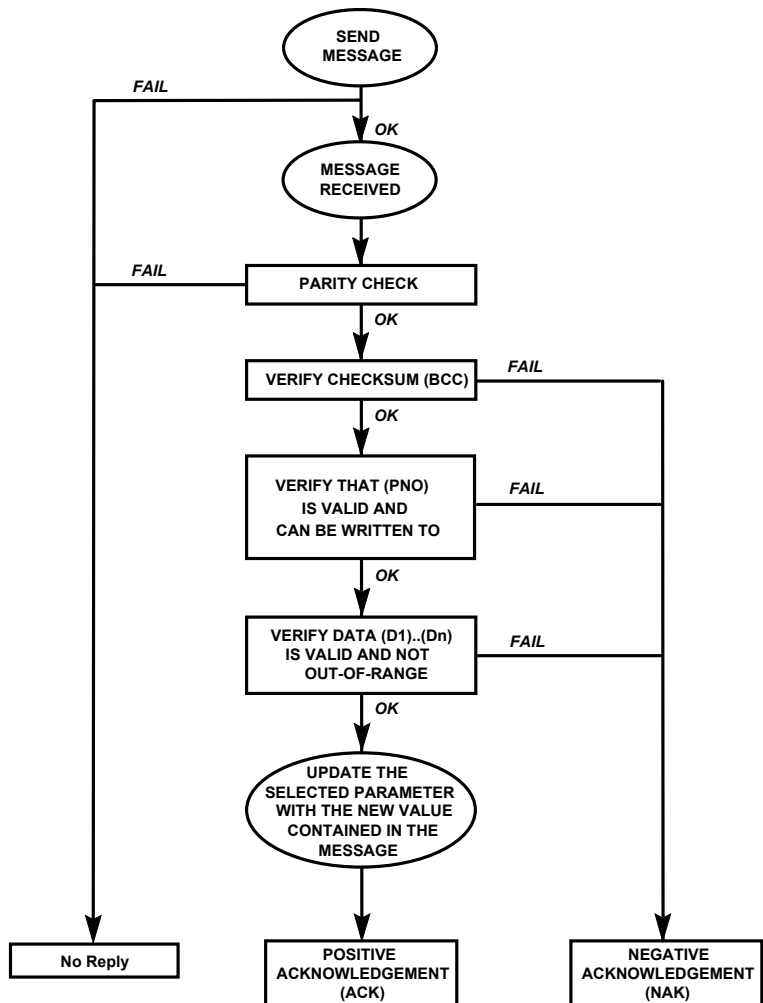 SEND
MESSAGE
FAIL
OK
MESSAGE
RECEIVED
FAIL
PARITY CHECK
OK
VERIFY CHECKSUM (BCC)
FAIL
OK
VERIFY THAT (PNO)
IS VALID AND
CAN BE WRITTEN TO
FAIL
OK
VERIFY DATA (D1)..(Dn)
IS VALID AND NOT
OUT-OF-RANGE
FAIL
OK
UPDATE THE
SELECTED PARAMETER
WITH THE NEW VALUE
CONTAINED IN THE
MESSAGE
No Reply
POSITIVE
ACKNOWLEDGEMENT
(ACK)
NEGATIVE
ACKNOWLEDGEMENT
(NAK)